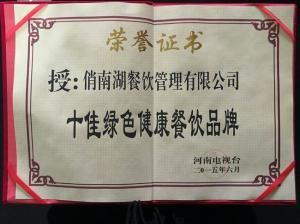 荣誉证书
授：俏南湖餐饮管理有限公司
十佳绿色健康餐饮品牌
河南电视台
二〇一五年六月